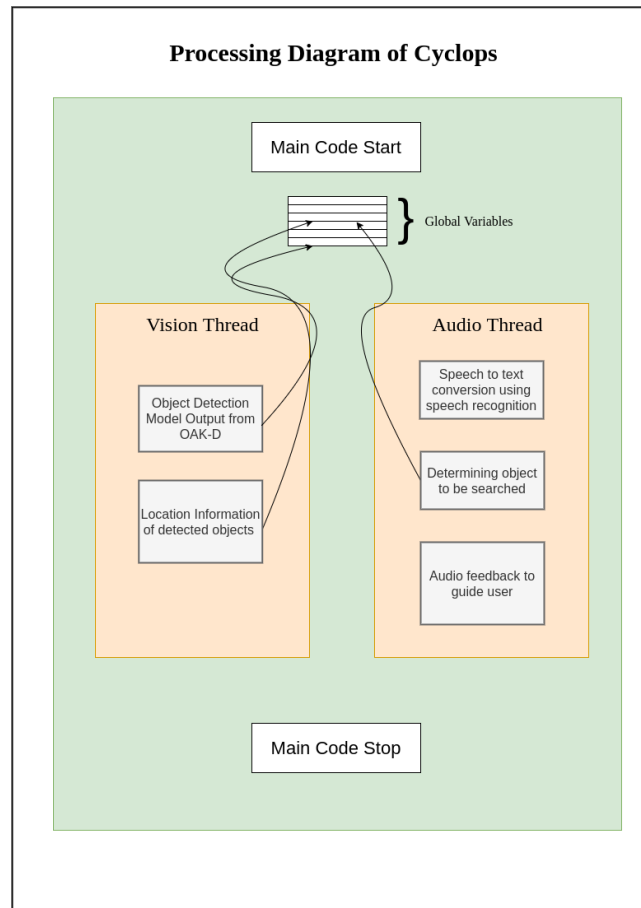 Processing Diagram of Cyclops
Main Code Start
Global Variables
Vision Thread
Object Detection
Model Output from
OAK-D
Location Information
of detected objects
Audio Thread
Speech to text
conversion using
speech recognition
Determining object
to be searched
Audio feedback to
guide user
Main Code Stop